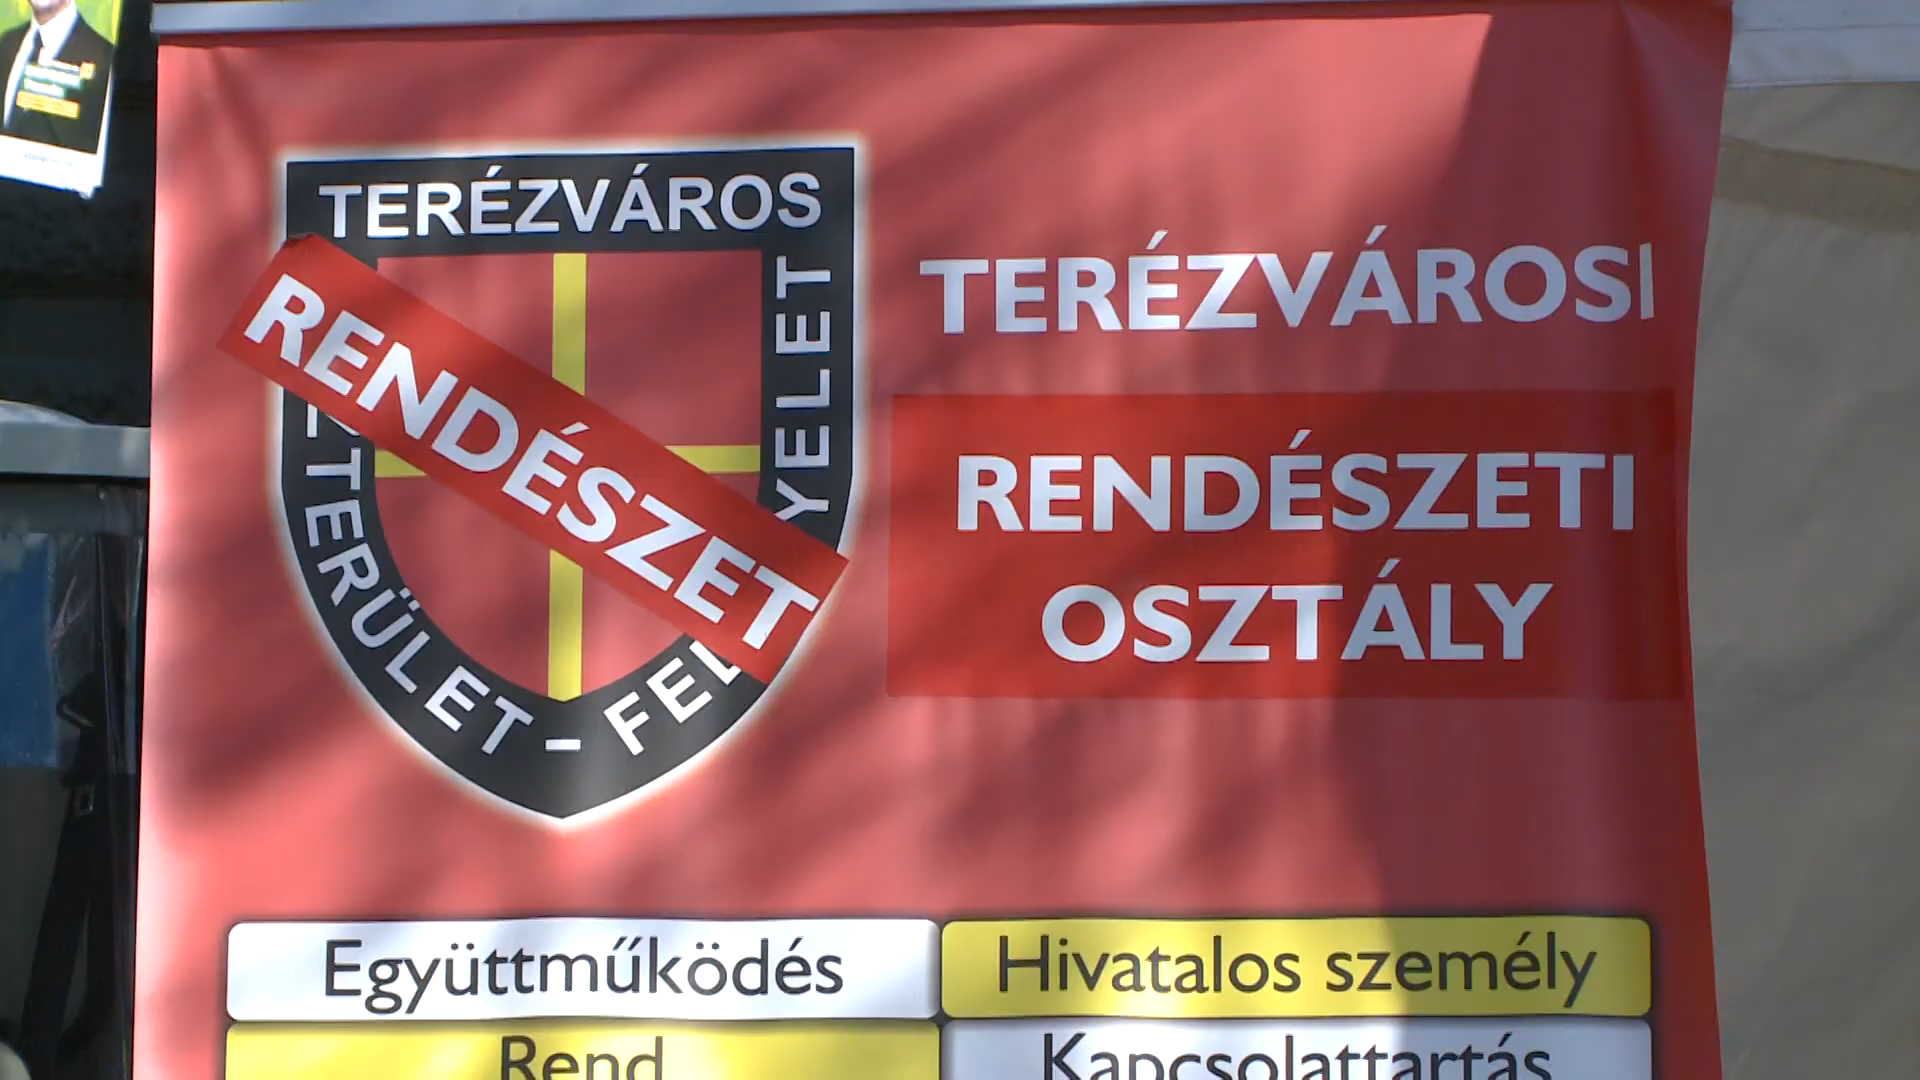 TERÉZVÁROS
RENDÉSZET
TERÜLET - FEL
YELET
TERÉZVÁROSI
RENDÉSZETI
OSZTÁLY
Együttműködés
Hivatalos személy
Rend
Kapcsolattartás